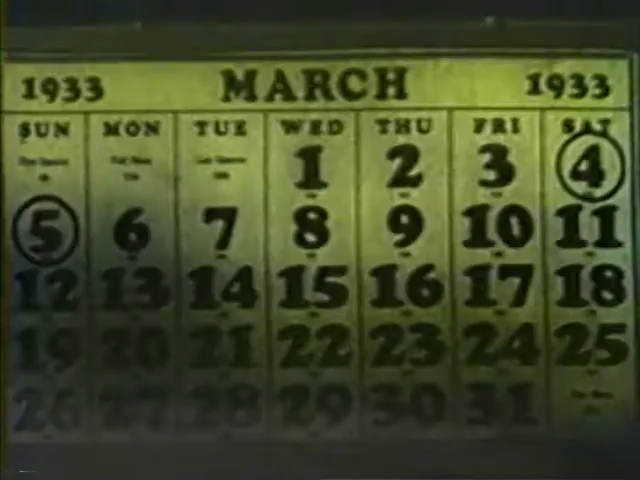 1933 MARCH 1933
SUN MON TUE WED THU FRI SAT
1 2 3 4
5 6 7 8 9 10 11
12 13 14 15 16 17 18
19 20 21 22 23 24 25
26 27 28 29 30 31